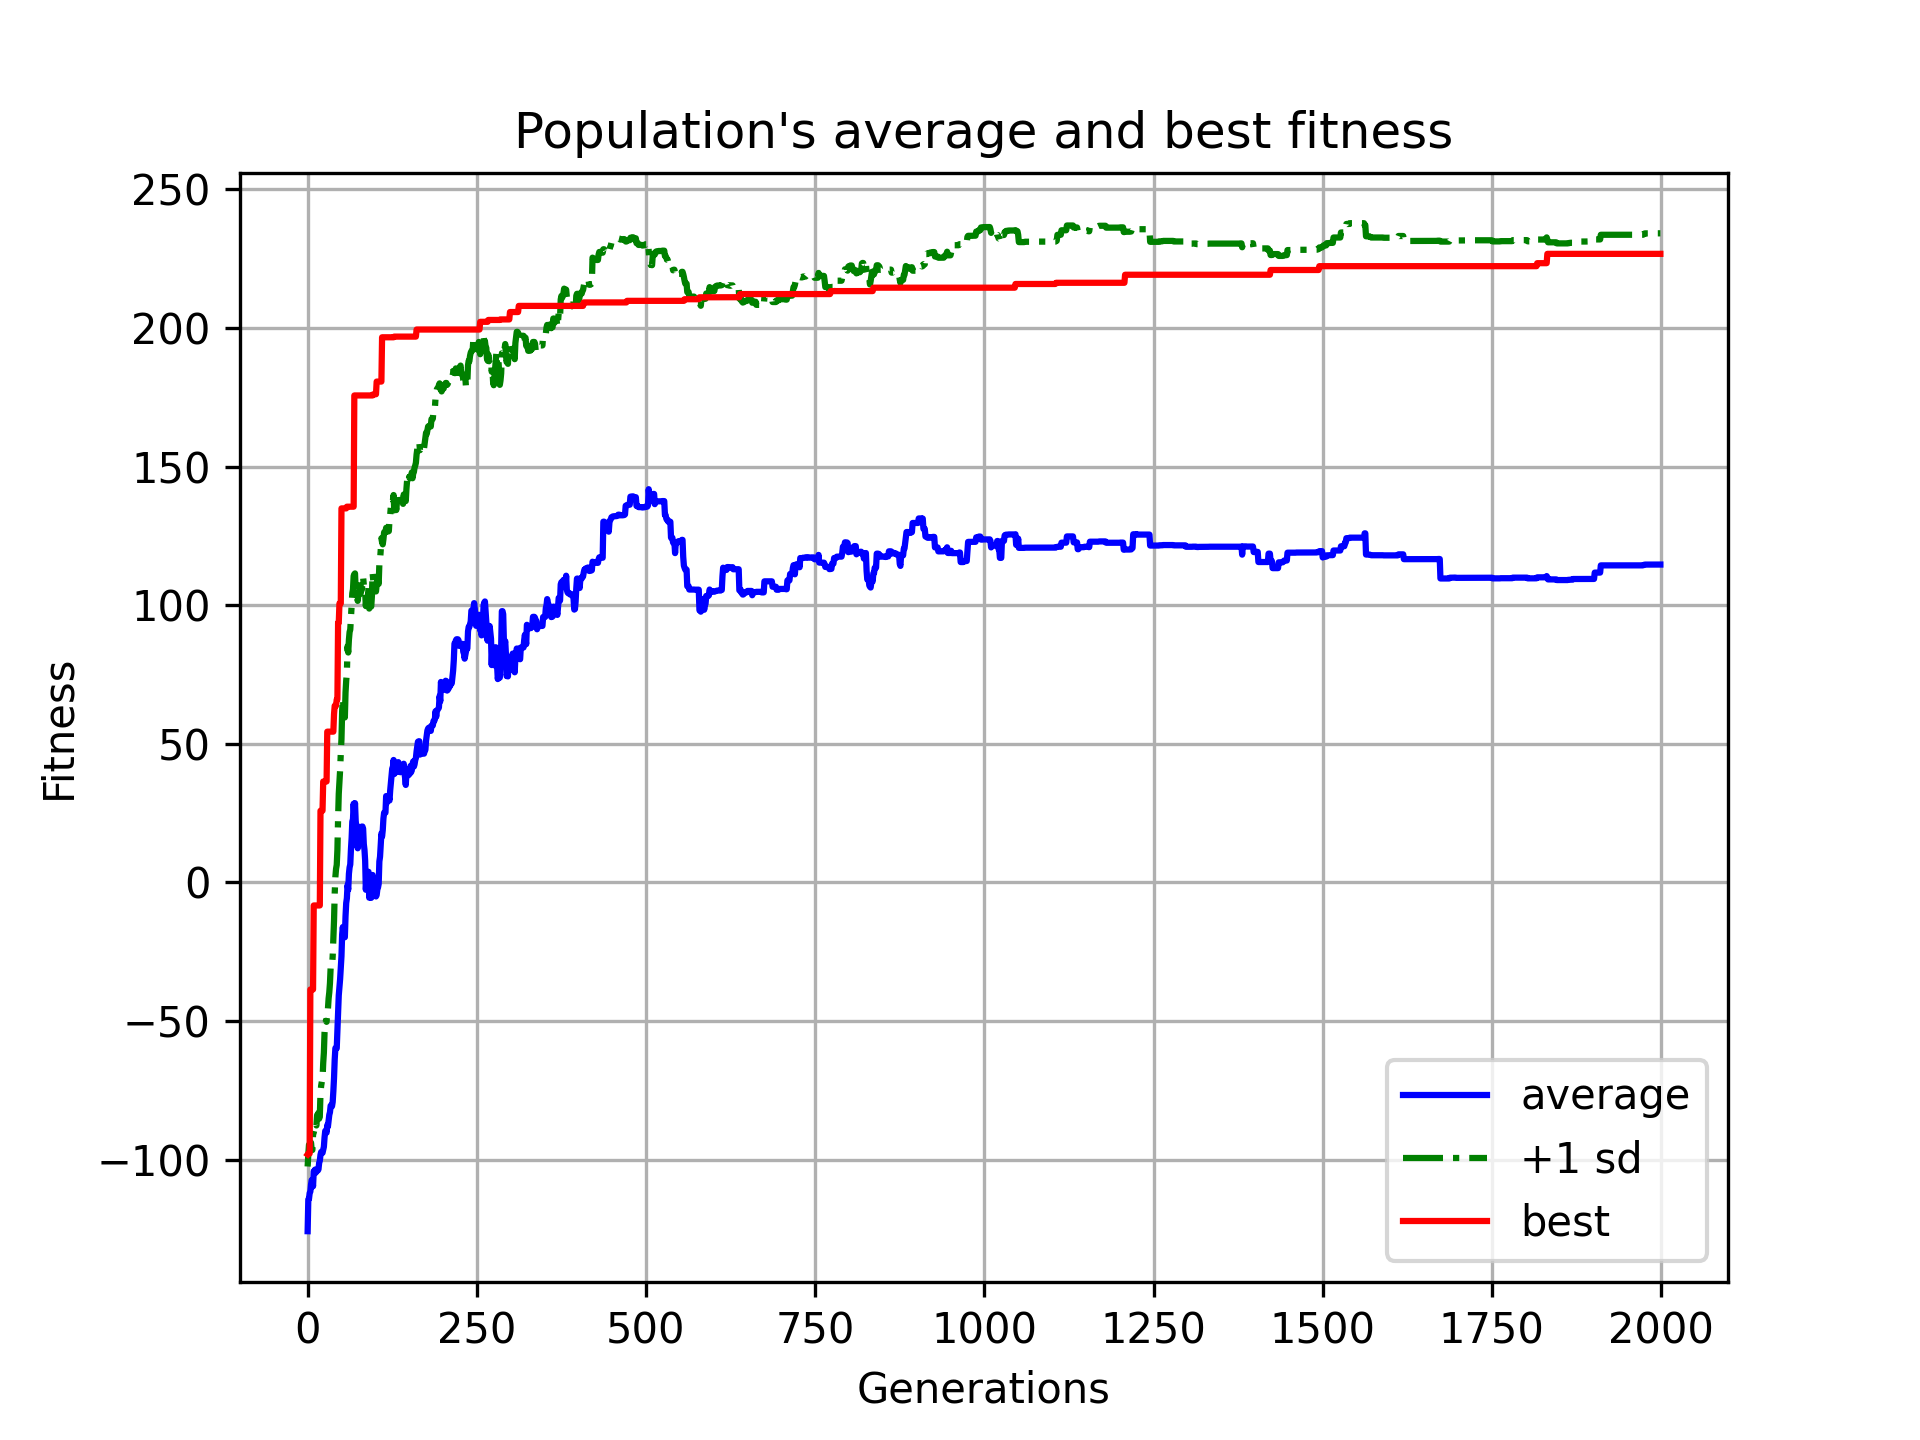 Population's average and best fitness
250
200
150
100
50
0
−50
−100
Fitness
0 250 500 750 1000 1250 1500 1750 2000
Generations
average
+1 sd
best